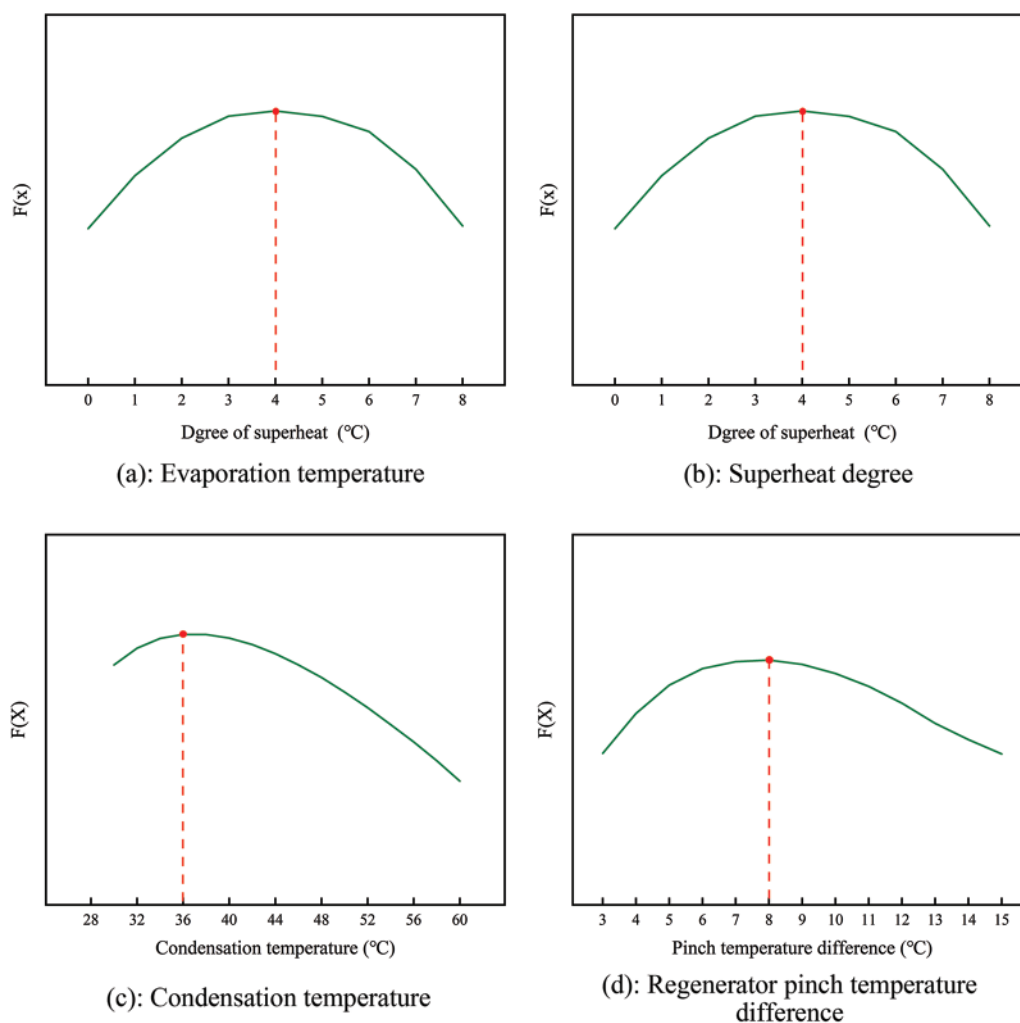 F(x)
0 1 2 3 4 5 6 7 8
Dgree of superheat (℃)
(a): Evaporation temperature
F(x)
0 1 2 3 4 5 6 7 8
Dgree of superheat (℃)
(b): Superheat degree
F(X)
28 32 36 40 44 48 52 56 60
Condensation temperature (℃)
(c): Condensation temperature
F(X)
3 4 5 6 7 8 9 10 11 12 13 14 15
Pinch temperature difference (℃)
(d): Regenerator pinch temperature
difference